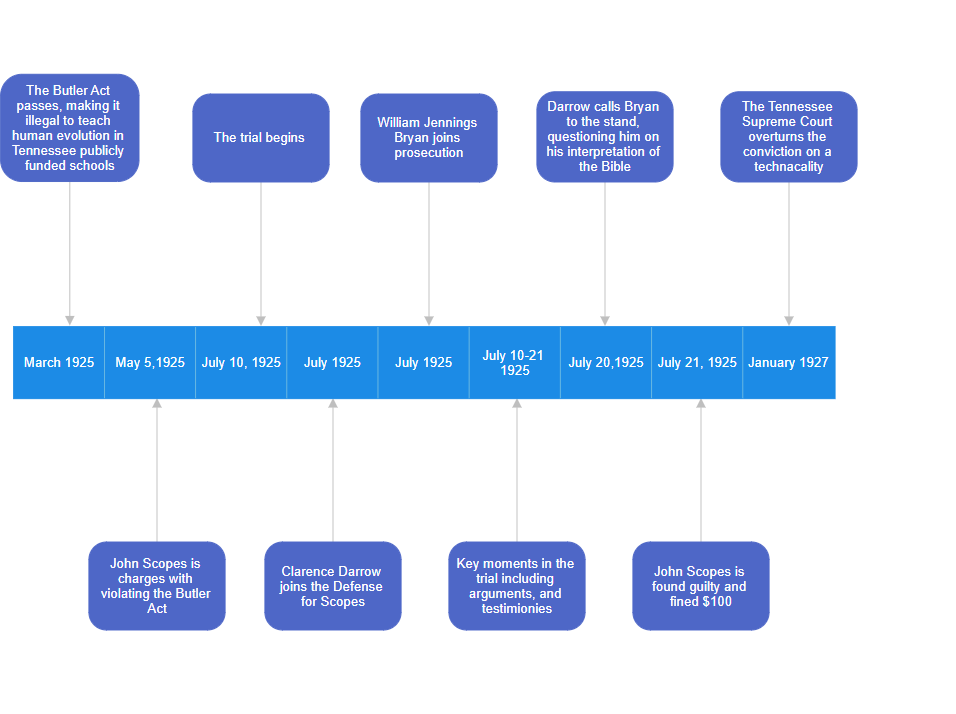 The Butler Act
passes, making it
illegal to teach
human evolution in
Tennessee publicly
funded schools
The trial begins
William Jennings
Bryan joins
prosecution
Darrow calls Bryan
to the stand,
questioning him on
his interpretation of
the Bible
The Tennessee
Supreme Court
overturns the
conviction on a
technacality
March 1925
May 5,1925
July 10, 1925
July 1925
July 1925
July 10-21
1925
July 20,1925
July 21, 1925
January 1927
John Scopes is
charges with
violating the Butler
Act
Clarence Darrow
joins the Defense
for Scopes
Key moments in the
trial including
arguments, and
testimionies
John Scopes is
found guilty and
fined $100